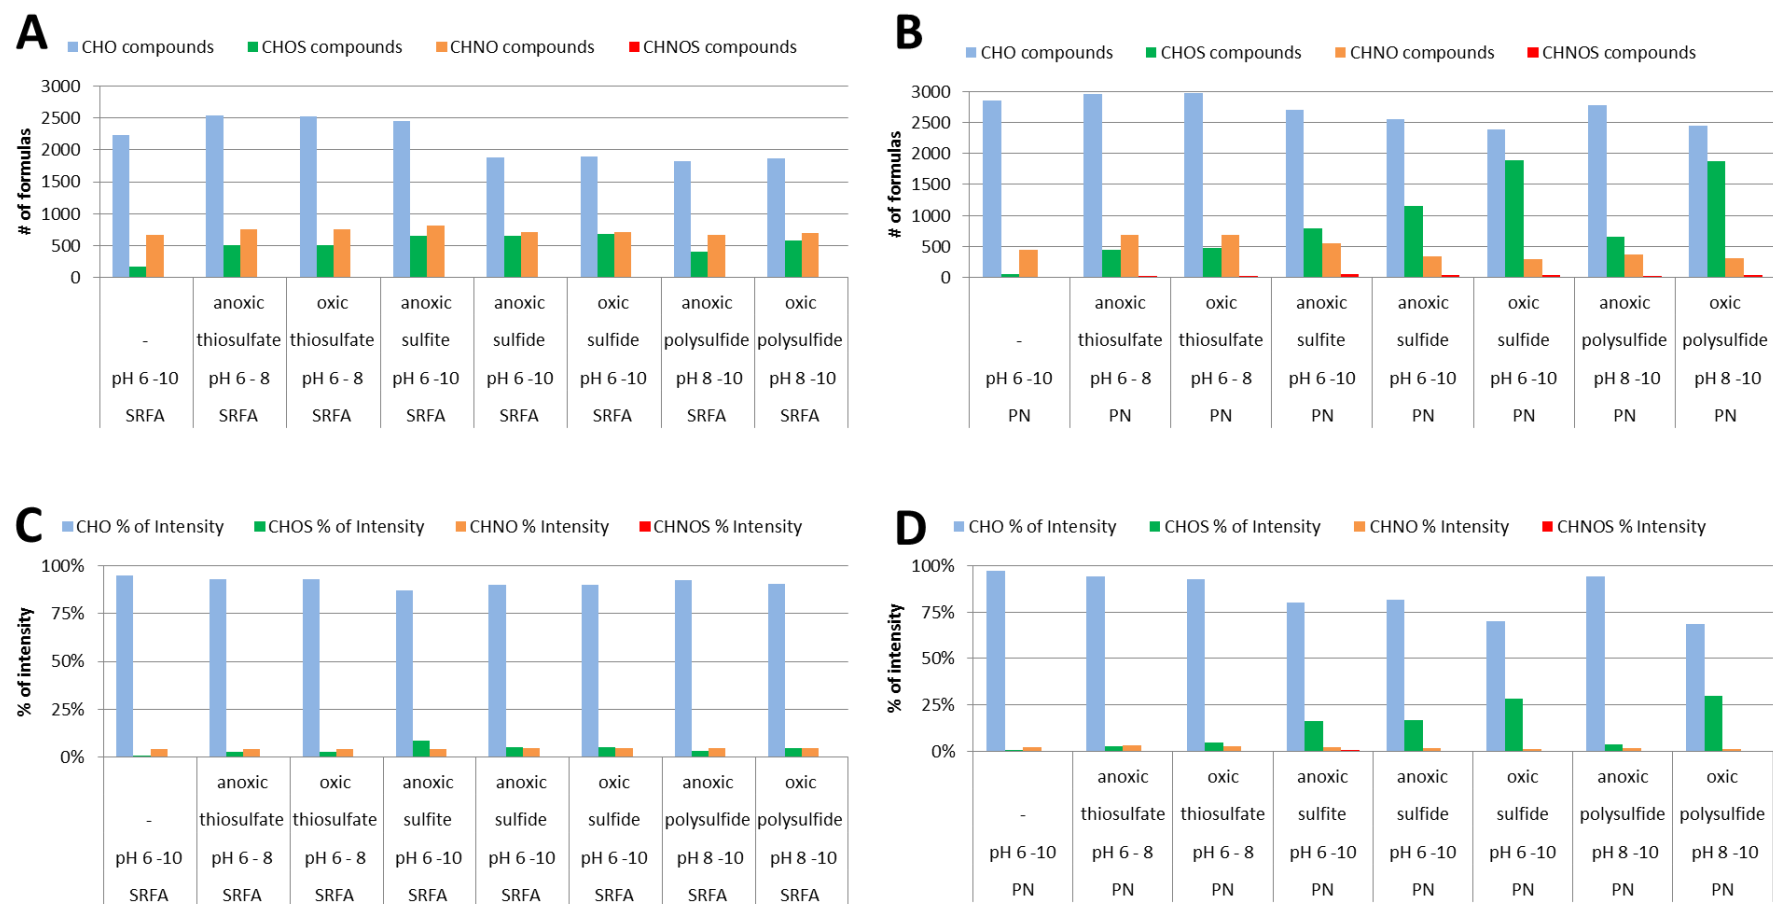 A
CHO compounds CHOS compounds CHNO compounds CHNOS compounds
# of formulas
3000
2500
2000
1500
1000
500
0
anoxic oxic anoxic anoxic oxic anoxic oxic
- thiosulfate thiosulfate sulfite sulfide sulfide polysulfide polysulfide
pH 6 -10 pH 6 - 8 pH 6 - 8 pH 6 -10 pH 6 -10 pH 6 -10 pH 8 -10 pH 8 -10
SRFA SRFA SRFA SRFA SRFA SRFA SRFA SRFA
B
CHO compounds CHOS compounds CHNO compounds CHNOS compounds
# of formulas
3000
2500
2000
1500
1000
500
0
anoxic oxic anoxic anoxic oxic anoxic oxic
- thiosulfate thiosulfate sulfite sulfide sulfide polysulfide polysulfide
pH 6 -10 pH 6 - 8 pH 6 - 8 pH 6 -10 pH 6 -10 pH 6 -10 pH 8 -10 pH 8 -10
PN PN PN PN PN PN PN PN
C
CHO % of Intensity CHOS % of Intensity CHNO % Intensity CHNOS % Intensity
% of intensity
100%
75%
50%
25%
0%
anoxic oxic anoxic anoxic oxic anoxic oxic
- thiosulfate thiosulfate sulfite sulfide sulfide polysulfide polysulfide
pH 6 -10 pH 6 - 8 pH 6 - 8 pH 6 -10 pH 6 -10 pH 6 -10 pH 8 -10 pH 8 -10
SRFA SRFA SRFA SRFA SRFA SRFA SRFA SRFA
D
CHO % of Intensity CHOS % of Intensity CHNO % Intensity CHNOS % Intensity
% of intensity
100%
75%
50%
25%
0%
anoxic oxic anoxic anoxic oxic anoxic oxic
- thiosulfate thiosulfate sulfite sulfide sulfide polysulfide polysulfide
pH 6 -10 pH 6 - 8 pH 6 - 8 pH 6 -10 pH 6 -10 pH 6 -10 pH 8 -10 pH 8 -10
PN PN PN PN PN PN PN PN